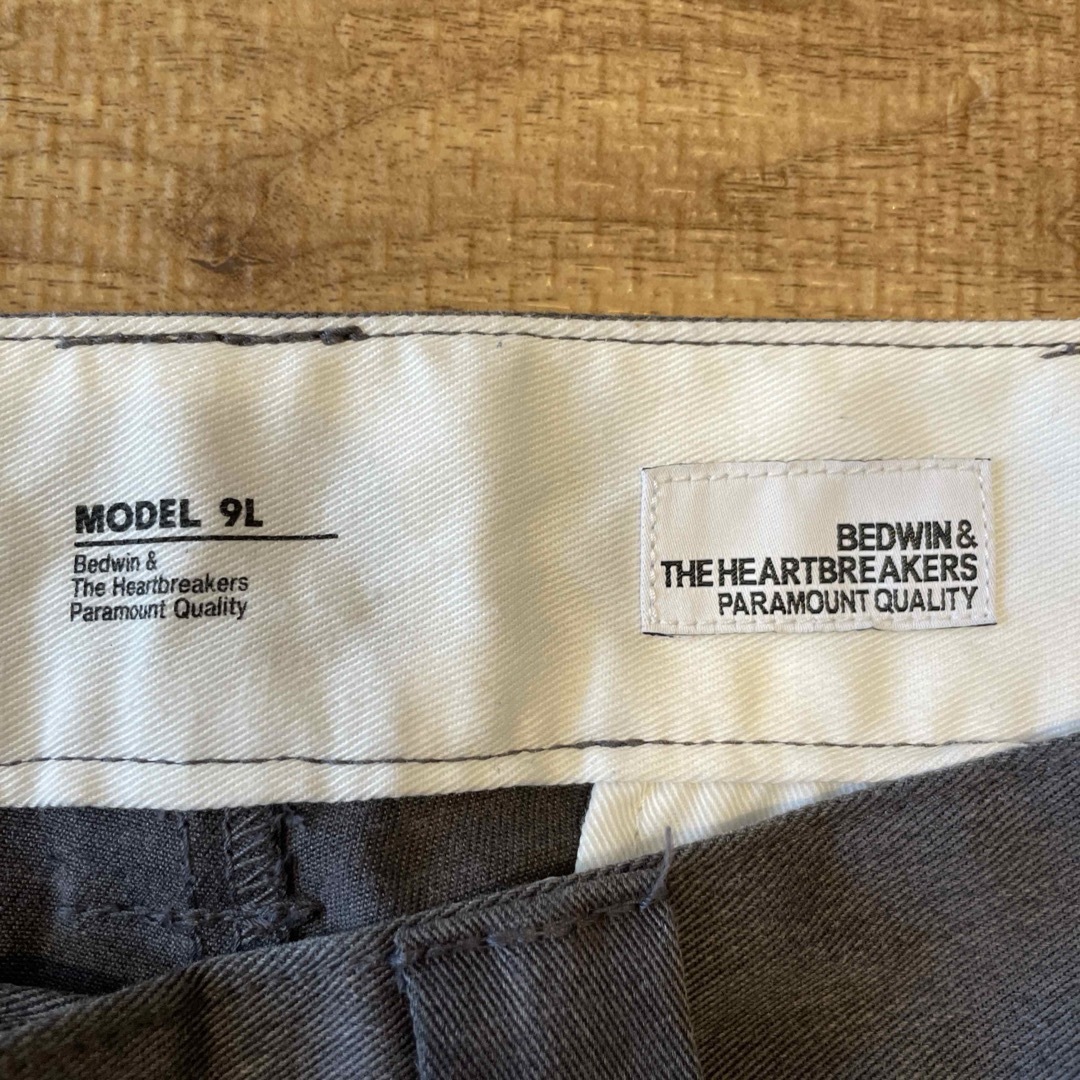 MODEL 9L
Bedwin &
The Heartbreakers
Paramount Quality
BEDWIN &
THE HEARTBREAKERS
PARAMOUNT QUALITY